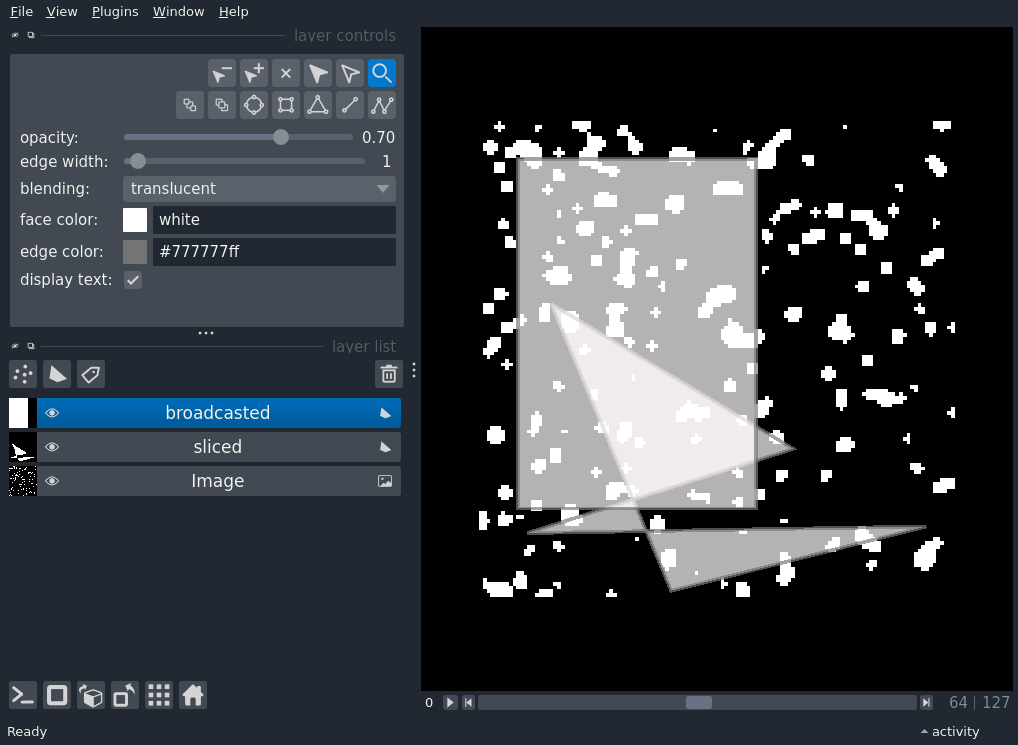 File View Plugins Window Help
layer controls
opacity: 0.70
edge width: 1
blending: translucent
face color: white
edge color: #777777ff
display text:
layer list
broadcasted
sliced
Image
0 64 | 127
Ready activity